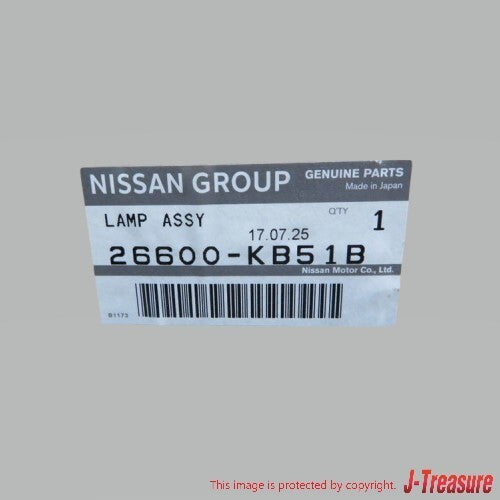 NISSAN GROUP GENUINE PARTS
Made in Japan
LAMP ASSY 17.07.25 Q'TY 1
26600-KB51B
Nissan Motor Co., Ltd.
B1173
This image is protected by copyright. J-Treasure